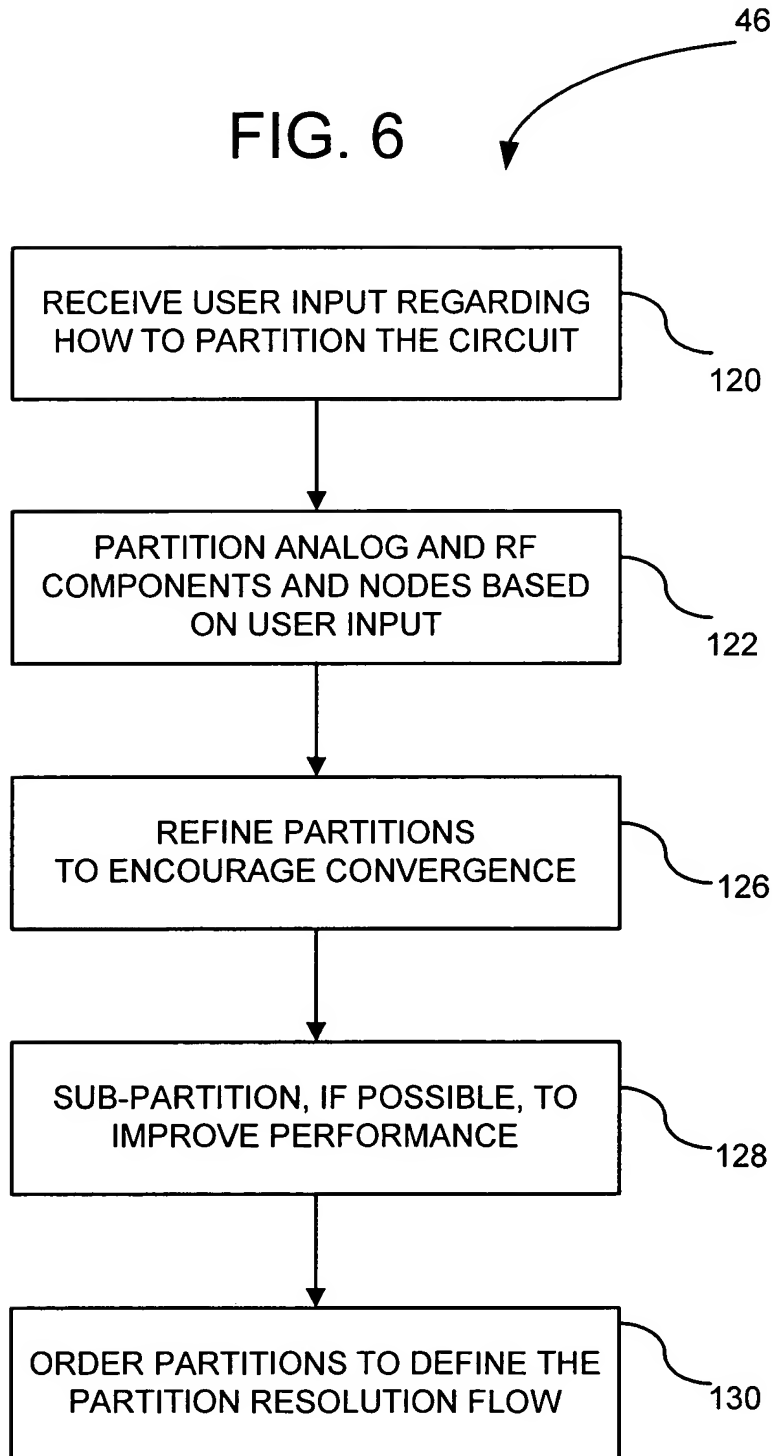 46
FIG. 6
RECEIVE USER INPUT REGARDING
HOW TO PARTITION THE CIRCUIT
120
PARTITION ANALOG AND RF
COMPONENTS AND NODES BASED
ON USER INPUT
122
REFINE PARTITIONS
TO ENCOURAGE CONVERGENCE
126
SUB-PARTITION, IF POSSIBLE, TO
IMPROVE PERFORMANCE
128
ORDER PARTITIONS TO DEFINE THE
PARTITION RESOLUTION FLOW
130